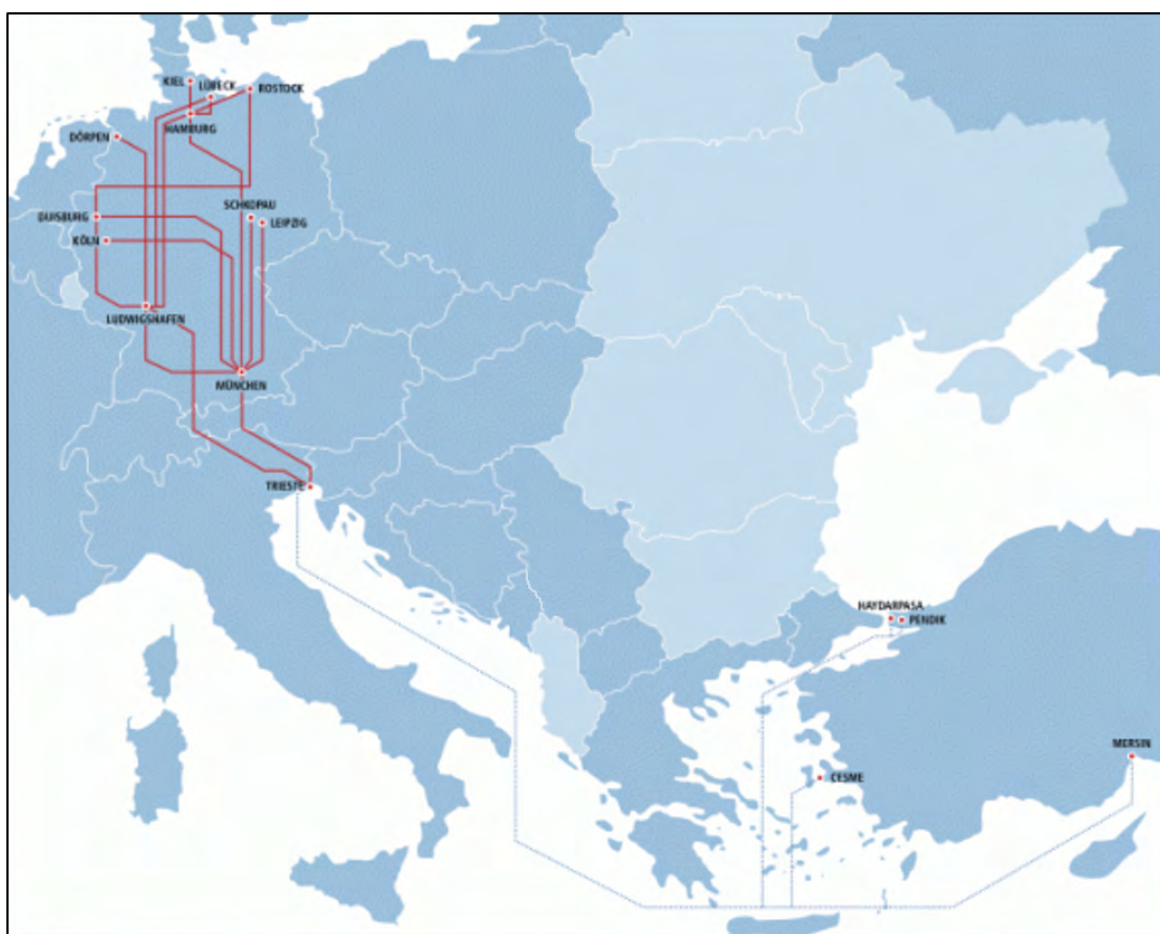 KIEL
LÜBECK
ROSTOCK
HAMBURG
DÖRPEN
SCHKOPAU
DUISBURG
LEIPZIG
KÖLN
LUDWIGSHAFEN
MÜNCHEN
TRIESTE
HAYDARPASA
PENDIK
MERSIN
CESME